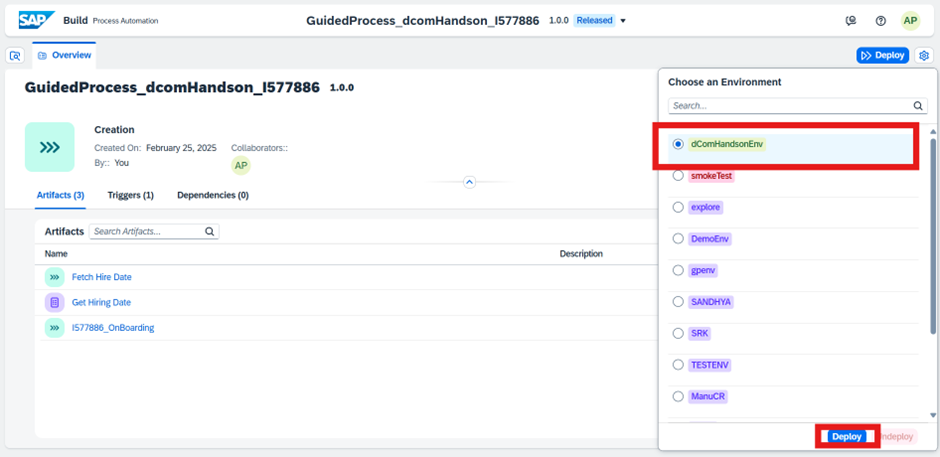 SAP Build Process Automation
GuidedProcess_dcomHandson_I577886 1.0.0 Released
AP
Overview
Deploy
GuidedProcess_dcomHandson_I577886 1.0.0
Creation
Created On: February 25, 2025 Collaborators::
By:: You
AP
Artifacts (3) Triggers (1) Dependencies (0)
Artifacts Search Artifacts...
Name Description
Fetch Hire Date
Get Hiring Date
I577886_OnBoarding
Choose an Environment
Search...
dComHandsonEnv
smokeTest
explore
DemoEnv
gpenv
SANDHYA
SRK
TESTENV
ManuCR
Deploy ndeploy